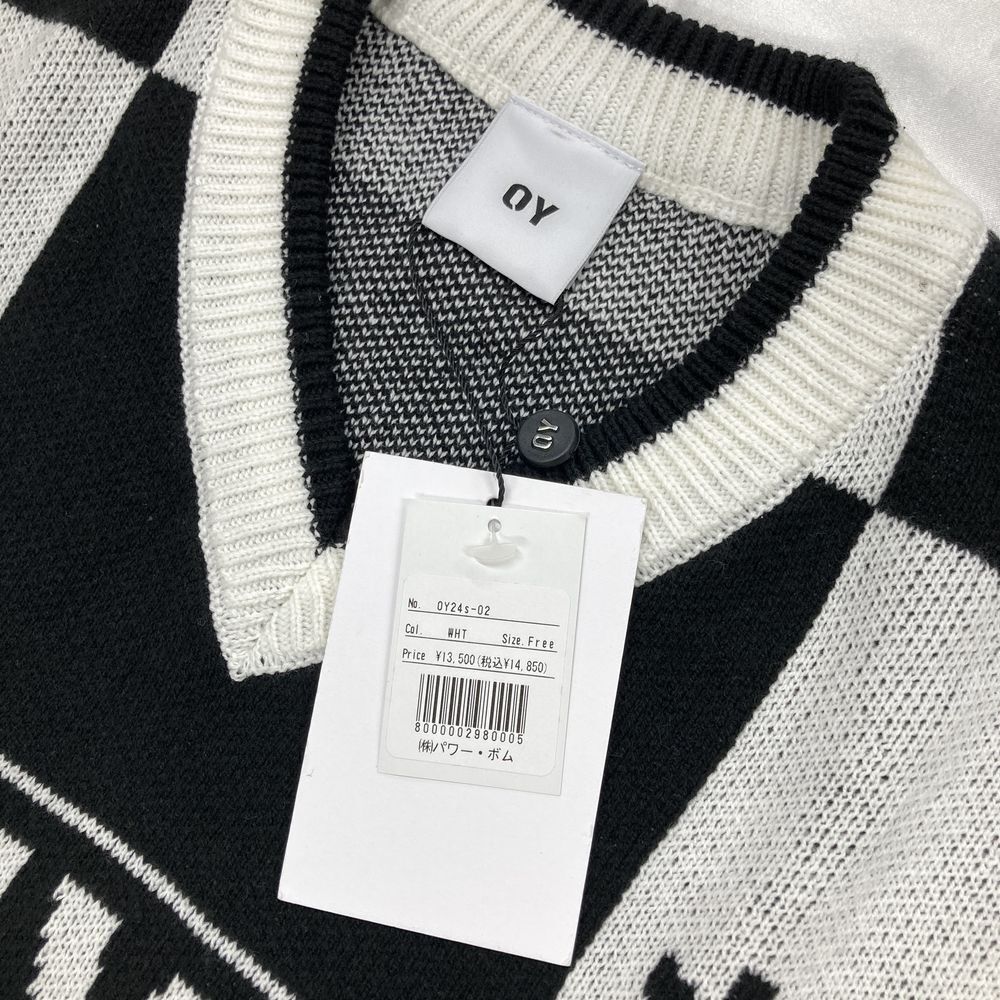 OY
OY
No. OY24s-02
Col. WHT Size. Free
Price ¥13,500(税込¥14,850)
8000002980005
㈱パワー・ボム